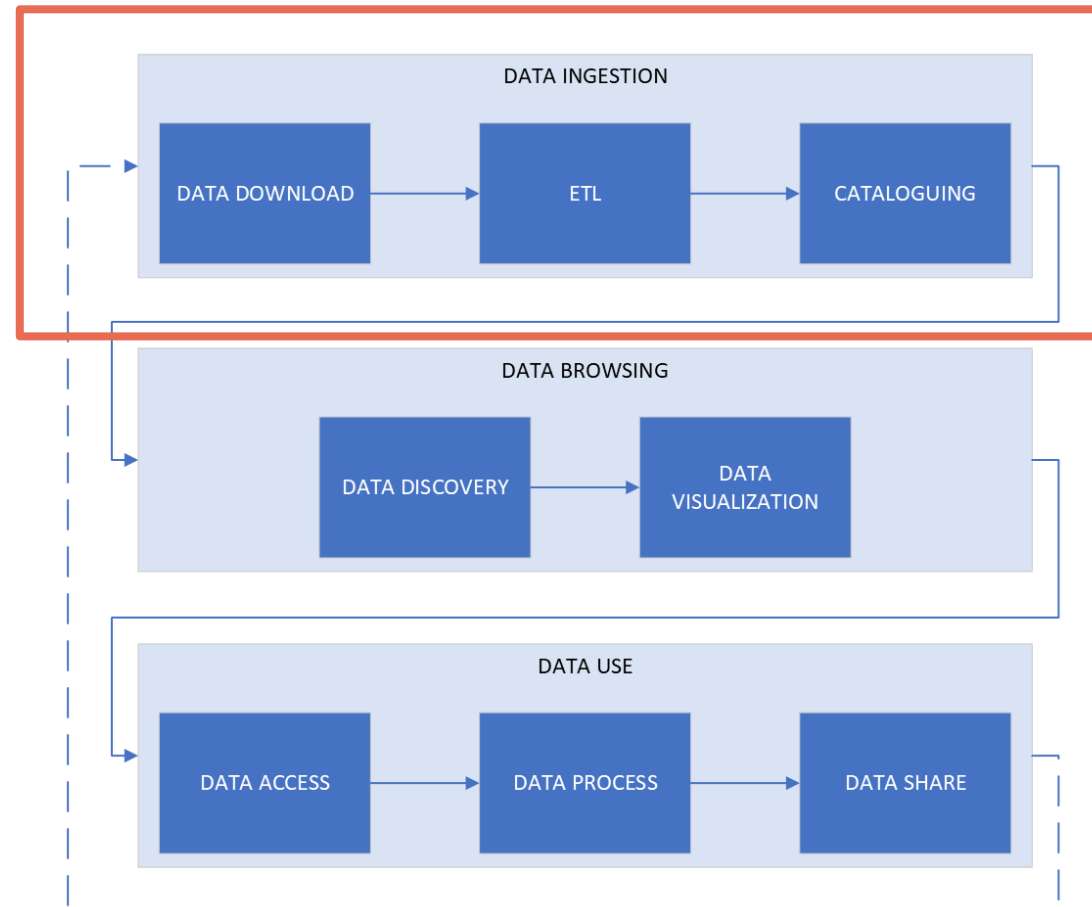 DATA INGESTION
DATA DOWNLOAD
ETL
CATALOGUING
DATA BROWSING
DATA DISCOVERY
DATA
VISUALIZATION
DATA USE
DATA ACCESS
DATA PROCESS
DATA SHARE